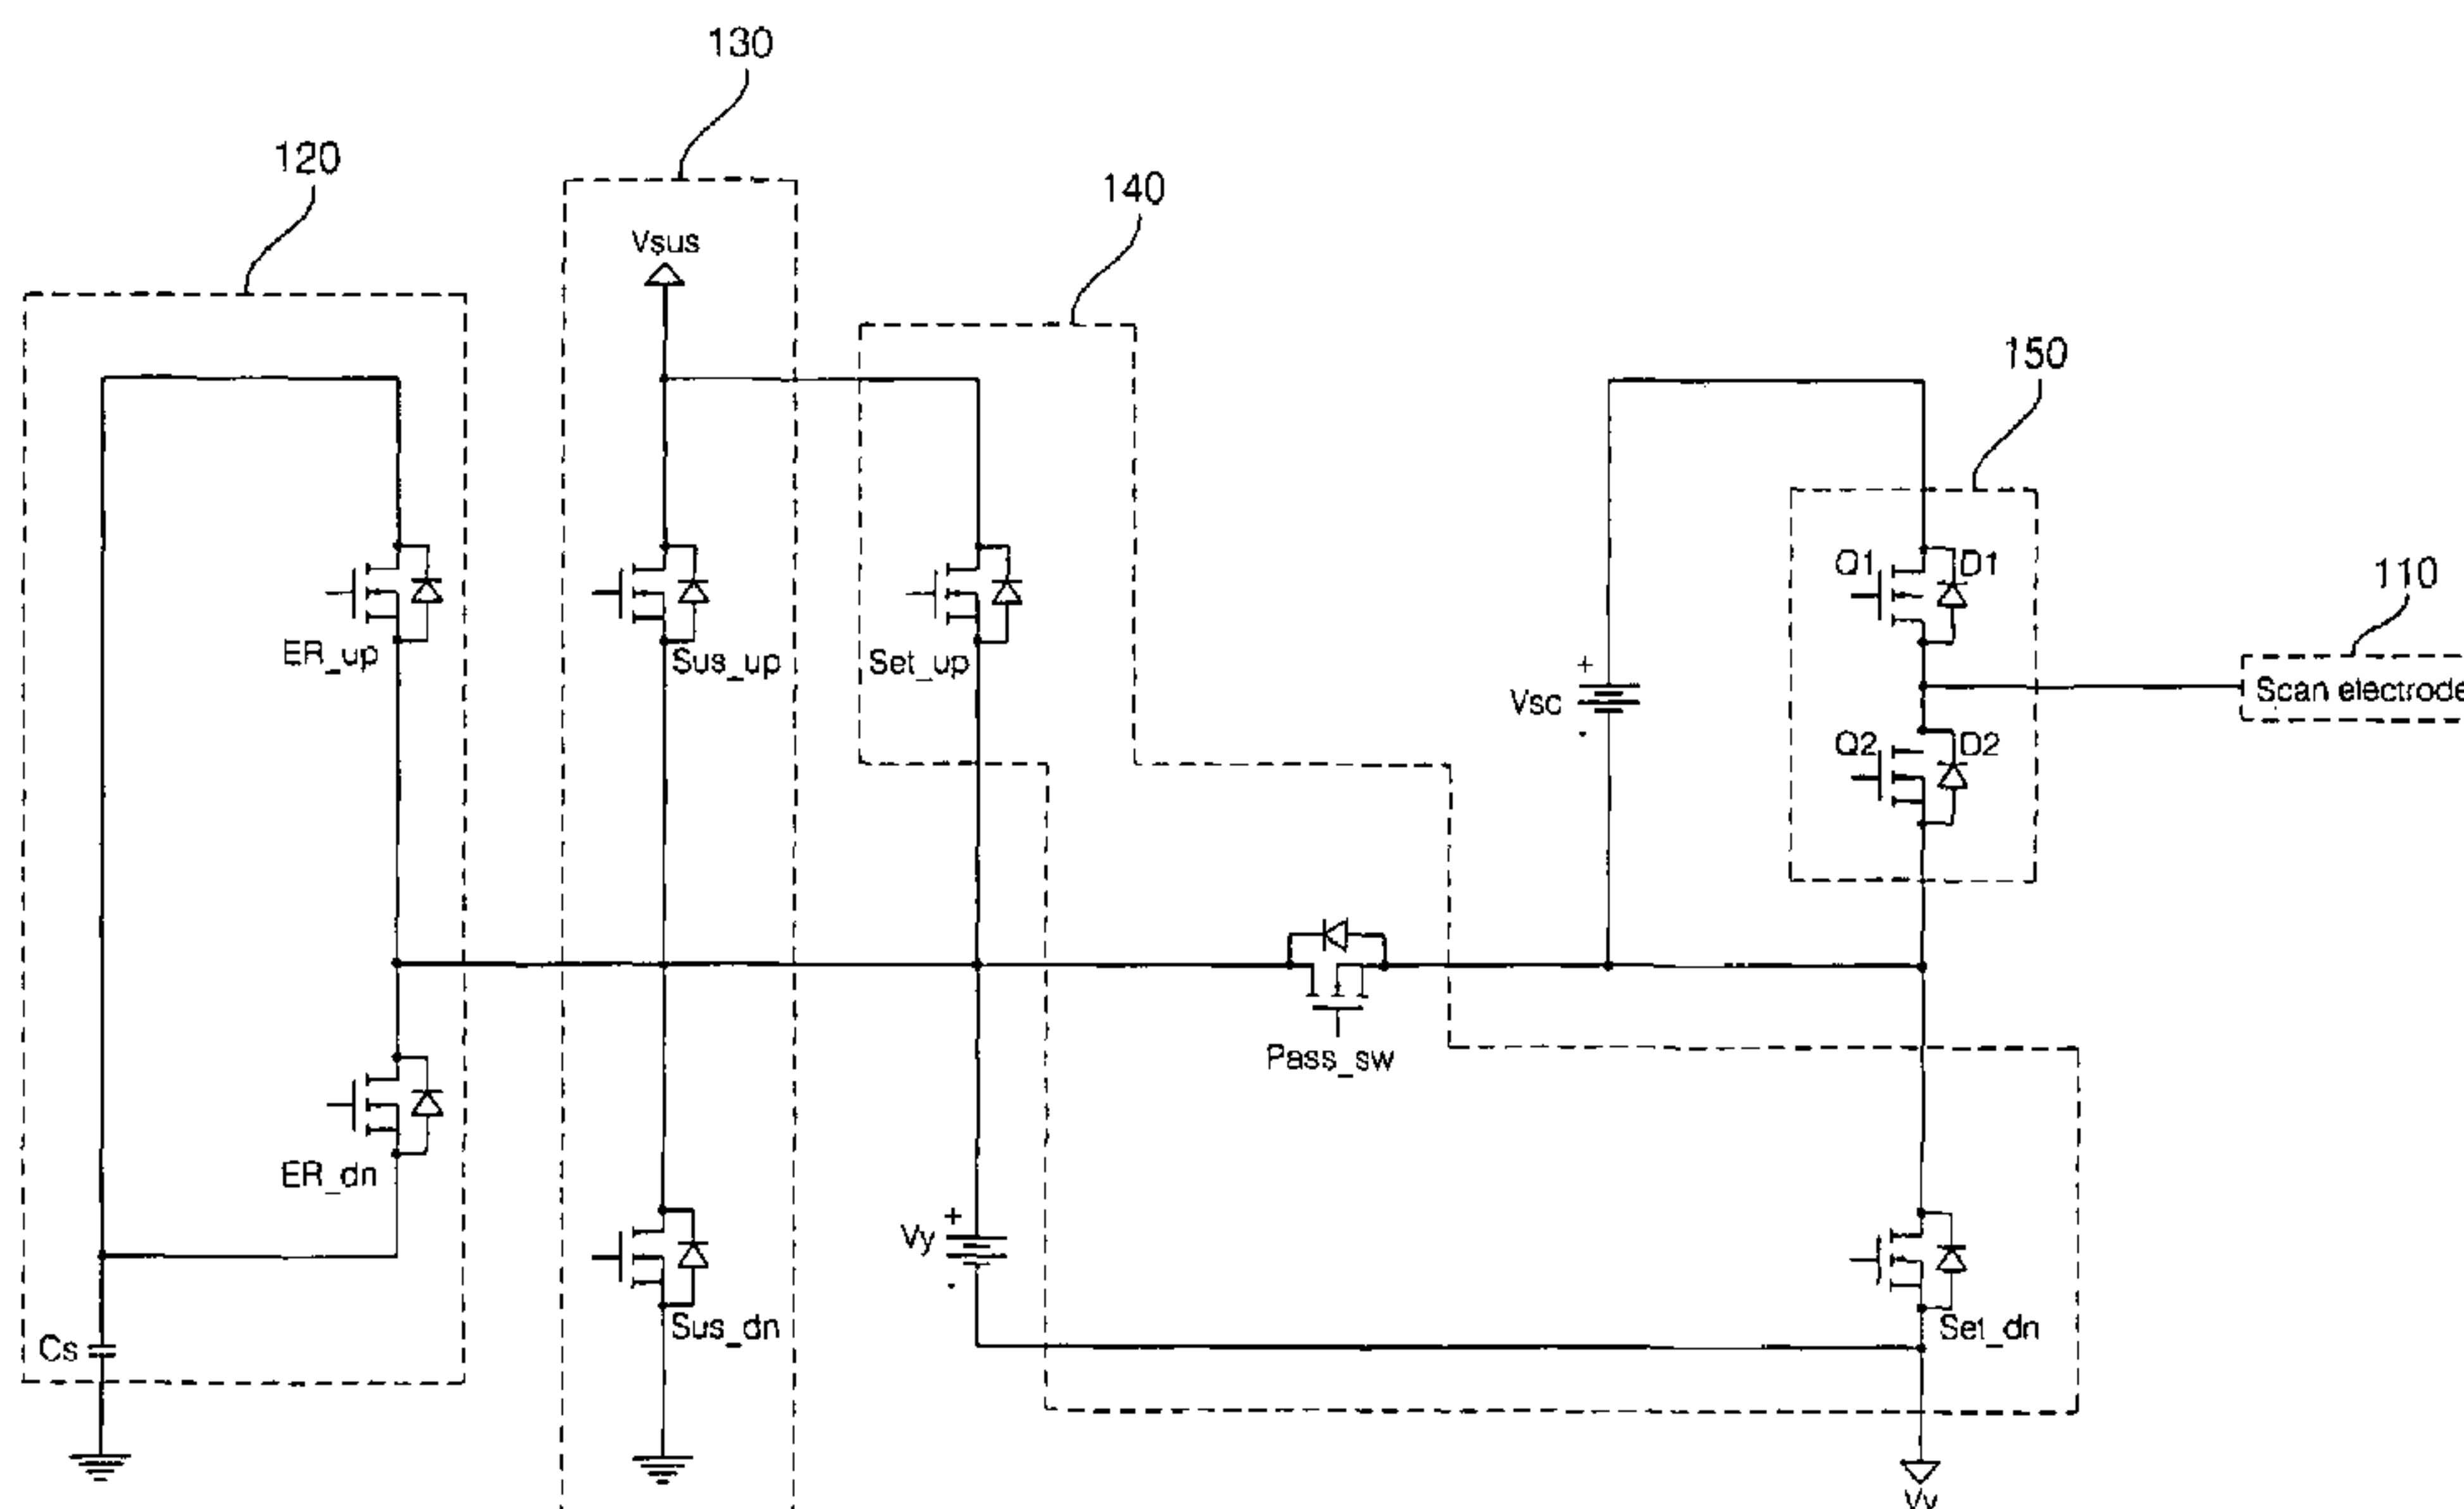 130
120
140
Vsus
150
110
Q1
D1
ER_up
Sus_up
Set_up
Scan electrode
+
Vsc
-
Q2
D2
Pass_sw
ER_dn
+
Vy
-
Cs
Sus_dn
Set_dn
Vy